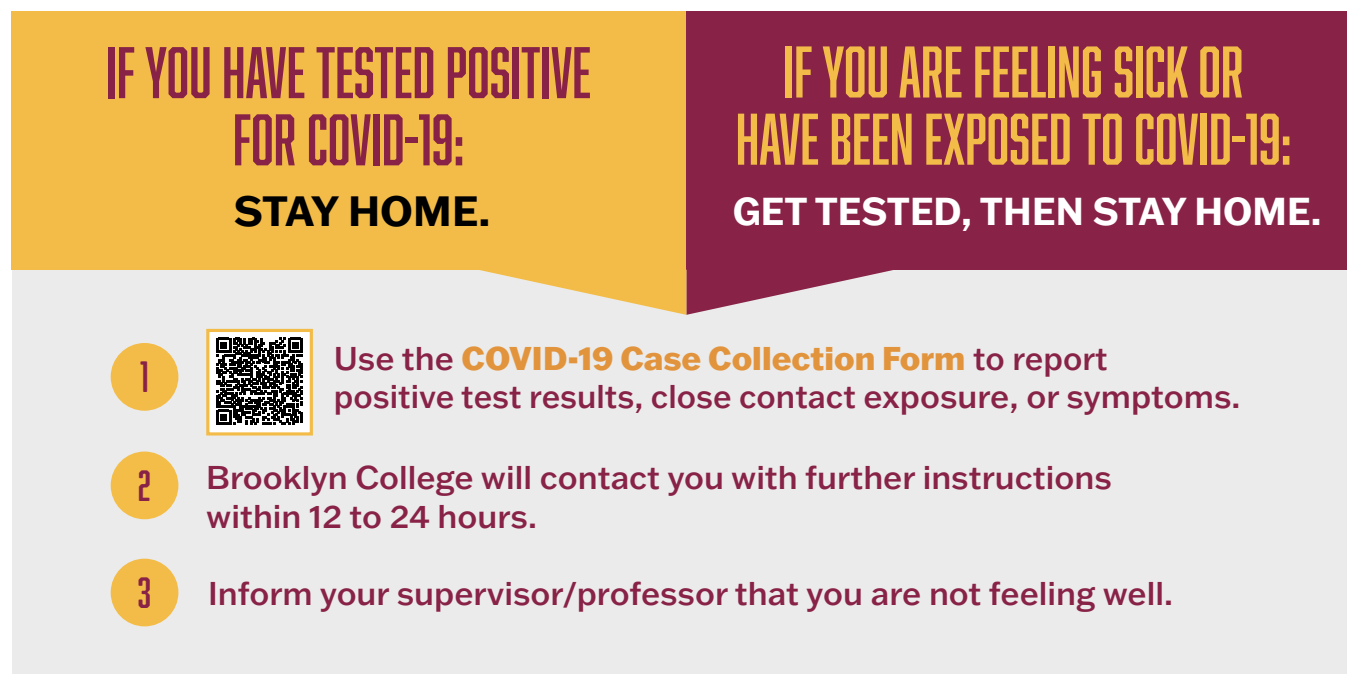 IF YOU HAVE TESTED POSITIVE
FOR COVID-19:
STAY HOME.
IF YOU ARE FEELING SICK OR
HAVE BEEN EXPOSED TO COVID-19:
GET TESTED, THEN STAY HOME.
1
Use the COVID-19 Case Collection Form to report
positive test results, close contact exposure, or symptoms.
2
Brooklyn College will contact you with further instructions
within 12 to 24 hours.
3
Inform your supervisor/professor that you are not feeling well.